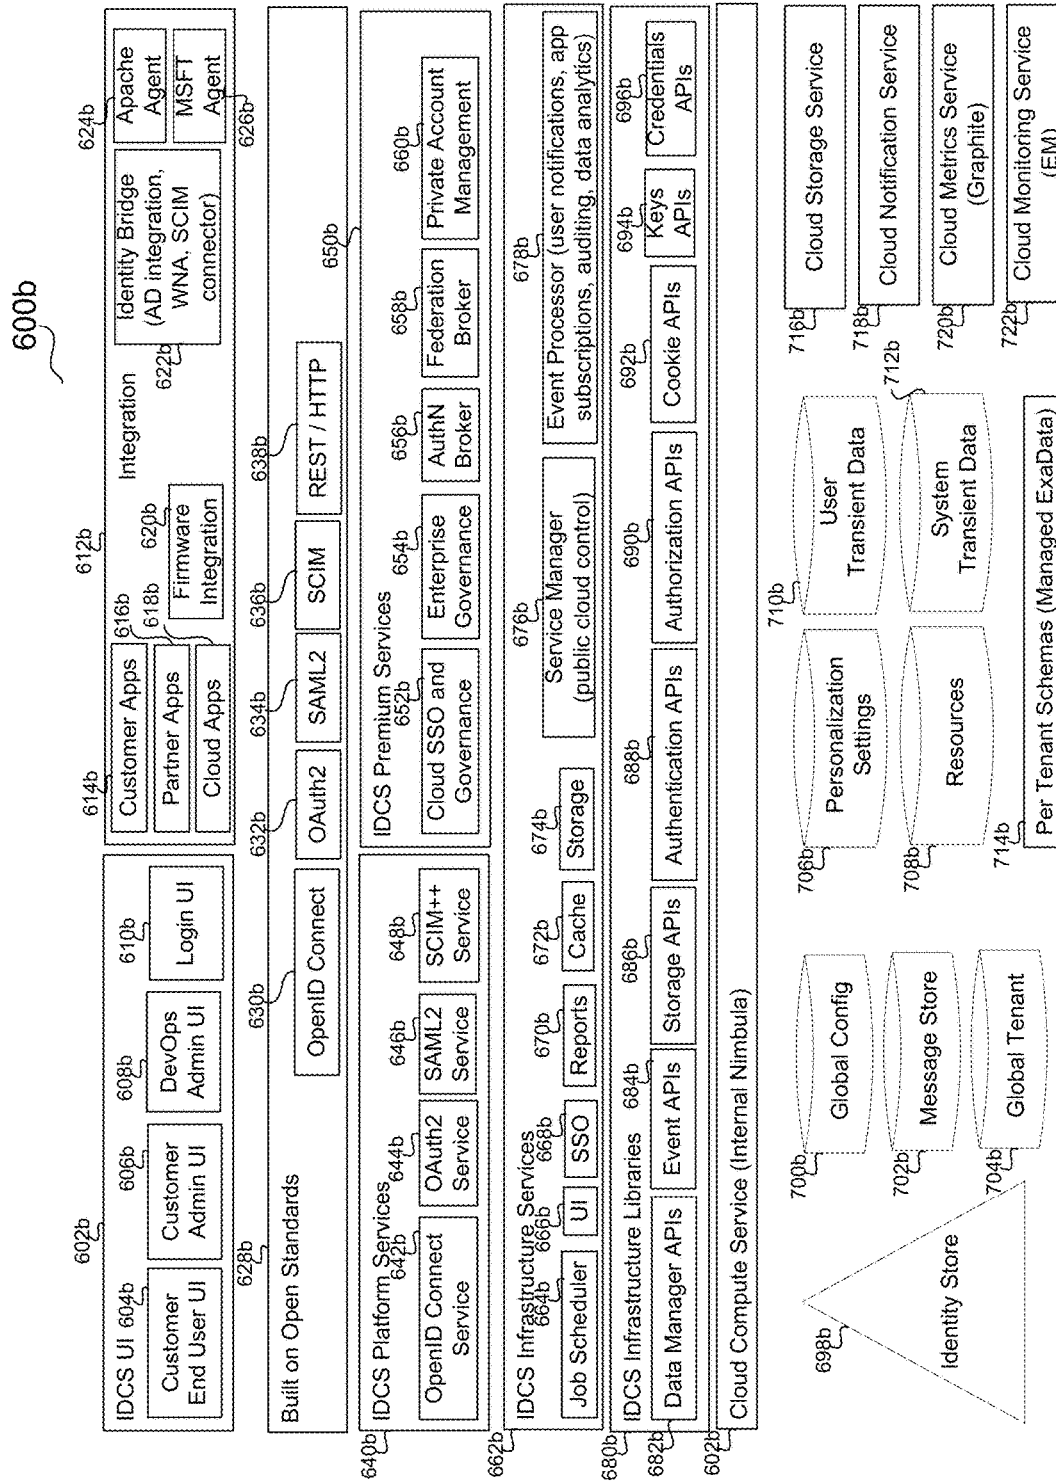 600b
602b
612b
IDCS UI
604b
Customer
End User UI
606b
Customer
Admin UI
608b
DevOps
Admin UI
610b
Login UI
614b
Customer Apps
616b
Partner Apps
618b
Cloud Apps
620b
Firmware
Integration
Integration
622b
Identity Bridge
(AD integration,
WNA, SCIM
connector)
624b
Apache
Agent
MSFT
Agent
626b
628b
Built on Open Standards
630b
OpenID Connect
632b
OAuth2
634b
SAML2
636b
SCIM
638b
REST / HTTP
640b
IDCS Platform Services
642b
OpenID Connect
Service
644b
OAuth2
Service
646b
SAML2
Service
648b
SCIM++
Service
650b
IDCS Premium Services
652b
Cloud SSO and
Governance
654b
Enterprise
Governance
656b
AuthN
Broker
658b
Federation
Broker
660b
Private Account
Management
662b
IDCS Infrastructure Services
664b
Job Scheduler
666b
UI
668b
SSO
670b
Reports
672b
Cache
674b
Storage
676b
Service Manager
(public cloud control)
678b
Event Processor (user notifications, app
subscriptions, auditing, data analytics)
680b
IDCS Infrastructure Libraries
682b
Data Manager APIs
684b
Event APIs
686b
Storage APIs
688b
Authentication APIs
690b
Authorization APIs
692b
Cookie APIs
694b
Keys
APIs
696b
Credentials
APIs
602b
Cloud Compute Service (Internal Nimbula)
698b
Identity Store
700b
Global Config
702b
Message Store
704b
Global Tenant
706b
Personalization
Settings
708b
Resources
710b
User
Transient Data
712b
System
Transient Data
714b
Per Tenant Schemas (Managed ExaData)
716b
Cloud Storage Service
718b
Cloud Notification Service
720b
Cloud Metrics Service
(Graphite)
722b
Cloud Monitoring Service
(EM)